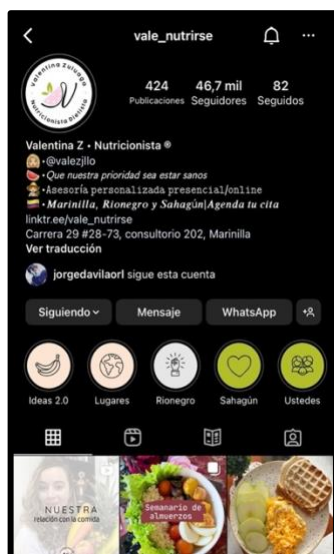 vale_nutrirse
Valentina Zuluaga
Nutricionista Dietista
424
46,7 mil
82
Publicaciones
Seguidores
Seguidos
Valentina Z • Nutricionista ®
•@valezjllo
•Que nuestra prioridad sea estar sanos
•Asesoría personalizada presencial/online
•Marinilla, Rionegro y Sahagún|Agenda tu cita
linktr.ee/vale_nutrirse
Carrera 29 #28-73, consultorio 202, Marinilla
Ver traducción
jorgedavilaorl sigue esta cuenta
Siguiendo
Mensaje
WhatsApp
Ideas 2.0
Lugares
Rionegro
Sahagún
Ustedes
NUESTRA
relación con la comida
Semanario de
almuerzos